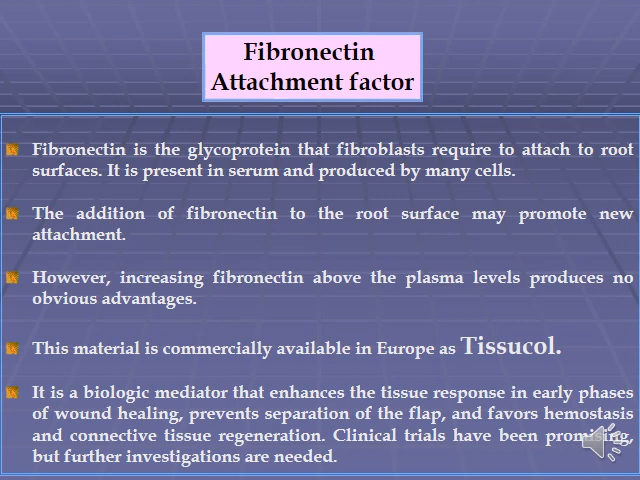 Fibronectin
Attachment factor
Fibronectin is the glycoprotein that fibroblasts require to attach to root
surfaces. It is present in serum and produced by many cells.
The addition of fibronectin to the root surface may promote new
attachment.
However, increasing fibronectin above the plasma levels produces no
obvious advantages.
This material is commercially available in Europe as Tissucol.
It is a biologic mediator that enhances the tissue response in early phases
of wound healing, prevents separation of the flap, and favors hemostasis
and connective tissue regeneration. Clinical trials have been promising,
but further investigations are needed.